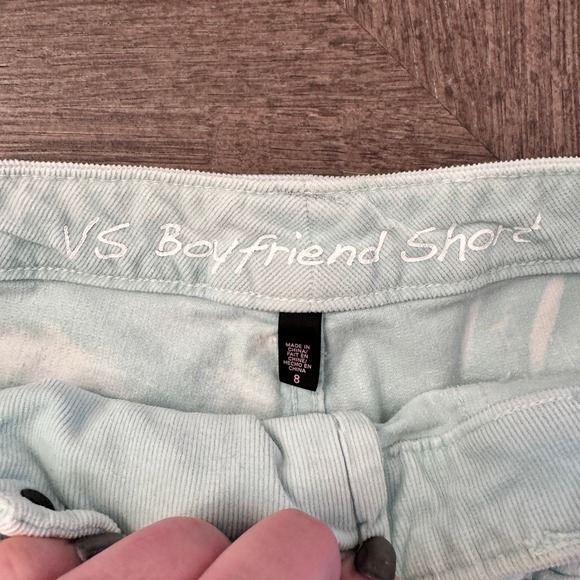 VS Boyfriend Short
MADE IN
CHINA/
FAIT EN
CHINE/
HECHO EN
CHINA
8